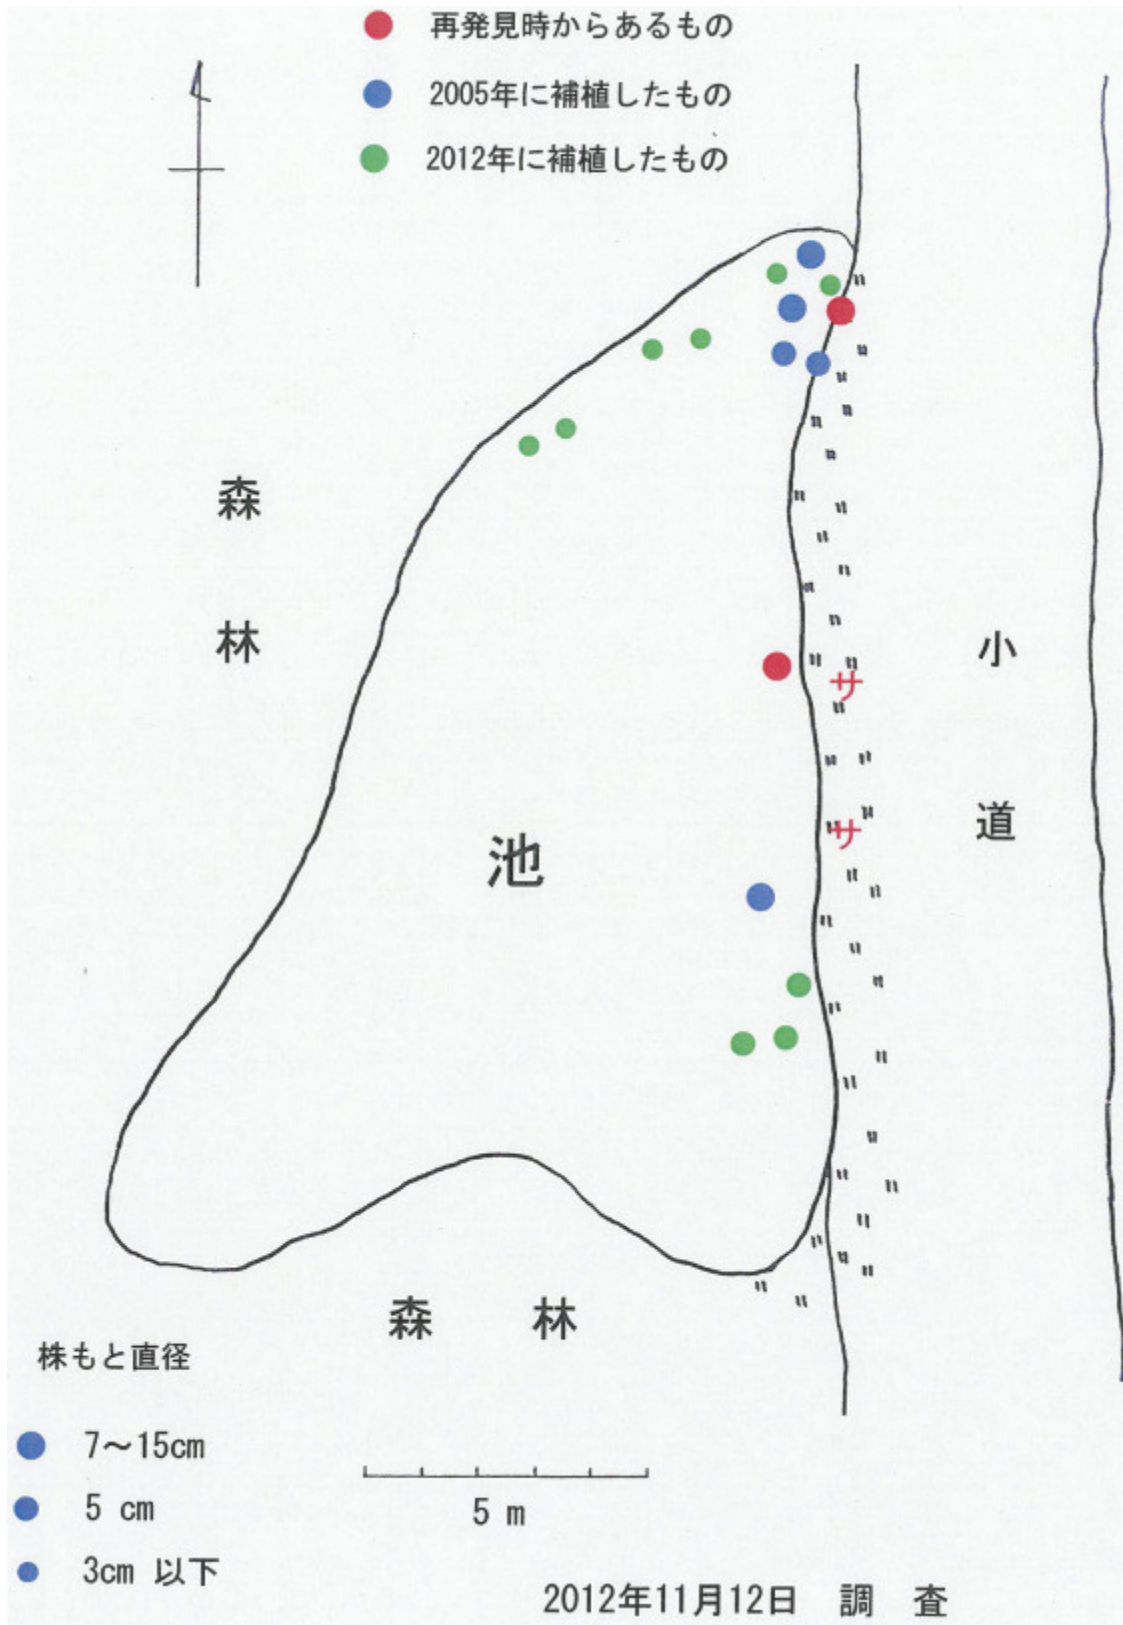 再発見時からあるもの
2005年に補植したもの
2012年に補植したもの
森
林
小
道
サ
サ
池
森 林
株もと直径
7～15cm
5 cm
3cm 以下
5 m
2012年11月12日 調 査